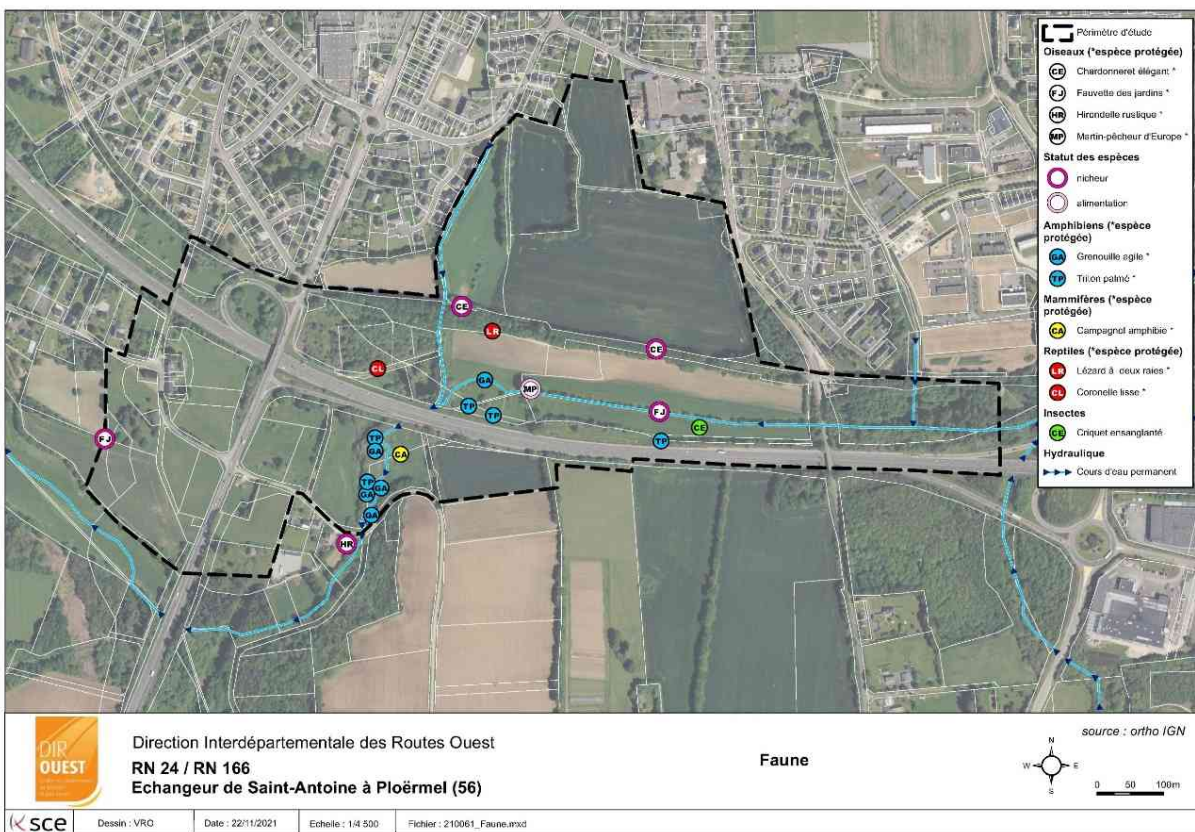 Périmètre d'étude
Oiseaux (*espèce protégée)
CE Chardonneret élégant *
FJ Fauvette des jardins *
HR Hirondelle rustique *
MP Martin-pêcheur d'Europe *
Statut des espèces
nicheur
alimentation
Amphibiens (*espèce
protégée)
GA Grenouille agile *
TP Triton palmé *
Mammifères (*espèce
protégée)
CA Campagnol amphibie *
Reptiles (*espèce protégée)
LR Lézard à deux raies *
CL Coronelle lisse *
Insectes
CE Criquet ensanglanté
Hydraulique
Cours d'eau permanent
CE
LR
CE
CL
GA
MP
TP
TP
FJ
CE
TP
FJ
TP
GA
CA
TP
GA
GA
GA
HR
DIR
OUEST
Direction Interdépartementale des Routes Ouest
RN 24 / RN 166
Echangeur de Saint-Antoine à Ploërmel (56)
Faune
source : ortho IGN
N
W E
S
0 50 100m
sce
Dessin : VRO
Date : 22/11/2021
Echelle : 1/4 500
Fichier : 210061_Faune.mxd